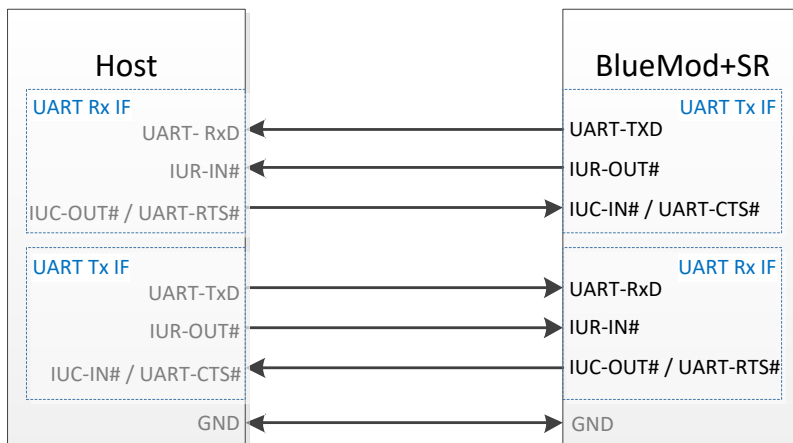 Host
UART Rx IF
UART- RxD
IUR-IN#
IUC-OUT# / UART-RTS#
UART Tx IF
UART-TxD
IUR-OUT#
IUC-IN# / UART-CTS#
GND
BlueMod+SR
UART Tx IF
UART-TXD
IUR-OUT#
IUC-IN# / UART-CTS#
UART Rx IF
UART-RxD
IUR-IN#
IUC-OUT# / UART-RTS#
GND